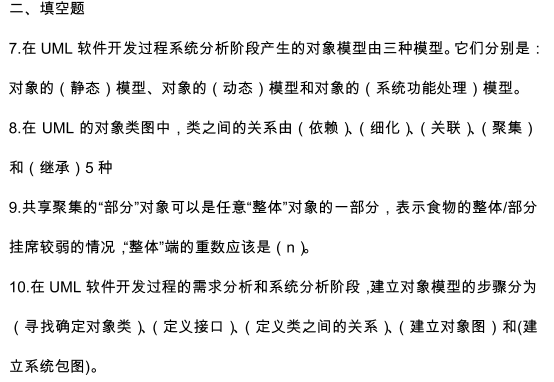 二、填空题
7.在 UML 软件开发过程系统分析阶段产生的对象模型由三种模型。它们分别是：
对象的（静态）模型、对象的（动态）模型和对象的（系统功能处理）模型。
8.在 UML 的对象类图中，类之间的关系由（依赖）、（细化）、（关联）、（聚集）
和（继承）5 种
9.共享聚集的“部分”对象可以是任意“整体”对象的一部分，表示食物的整体/部分
挂席较弱的情况，“整体”端的重数应该是（n）。
10.在 UML 软件开发过程的需求分析和系统分析阶段，建立对象模型的步骤分为
（寻找确定对象类）、（定义接口）、（定义类之间的关系）、（建立对象图）和(建
立系统包图)。